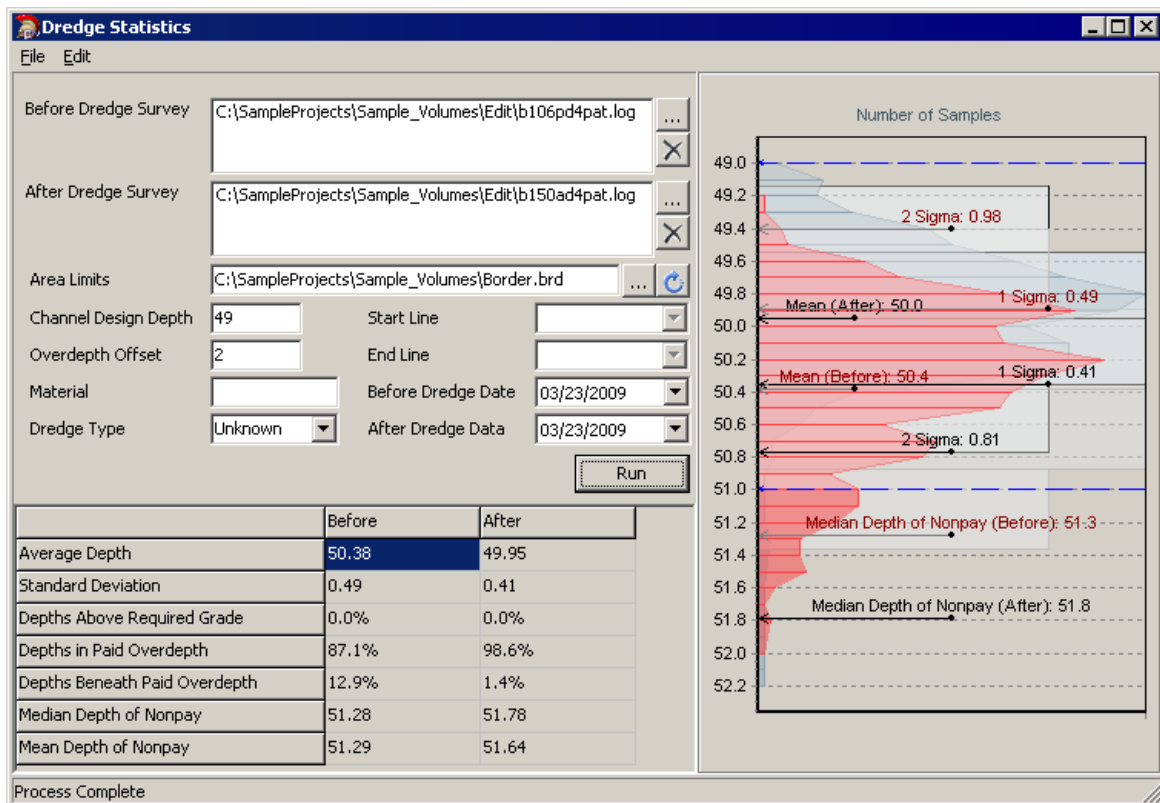 Dredge Statistics
File Edit
Before Dredge Survey C:\SampleProjects\Sample_Volumes\Edit\b106pd4pat.log ...
After Dredge Survey C:\SampleProjects\Sample_Volumes\Edit\b150ad4pat.log ...
Area Limits C:\SampleProjects\Sample_Volumes\Border.brd ...
Channel Design Depth 49 Start Line
Overdepth Offset 2 End Line
Material Before Dredge Date 03/23/2009
Dredge Type Unknown After Dredge Data 03/23/2009
Run
Before After
Average Depth 50.38 49.95
Standard Deviation 0.49 0.41
Depths Above Required Grade 0.0% 0.0%
Depths in Paid Overdepth 87.1% 98.6%
Depths Beneath Paid Overdepth 12.9% 1.4%
Median Depth of Nonpay 51.28 51.78
Mean Depth of Nonpay 51.29 51.64
Number of Samples
49.0
49.2
2 Sigma: 0.98
49.4
49.6
49.8
1 Sigma: 0.49
Mean (After): 50.0
50.0
50.2
1 Sigma: 0.41
Mean (Before): 50.4
50.4
50.6
2 Sigma: 0.81
50.8
51.0
51.2
Median Depth of Nonpay (Before): 51.3
51.4
51.6
Median Depth of Nonpay (After): 51.8
51.8
52.0
52.2
Process Complete